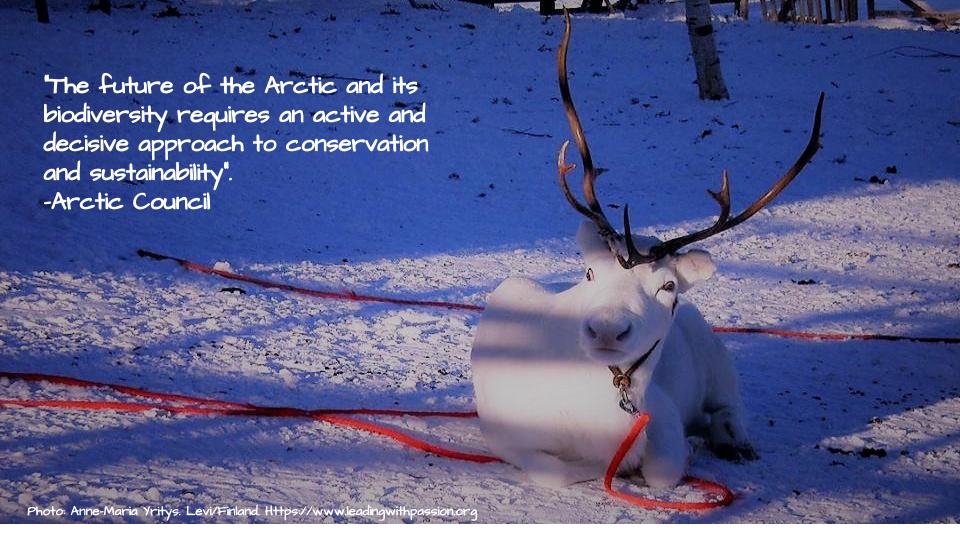 "The future of the Arctic and its
biodiversity requires an active and
decisive approach to conservation
and sustainability".
-Arctic Council
Photo: Anne-Maria Yritys. Levi/Finland. Https://www.leadingwithpassion.org